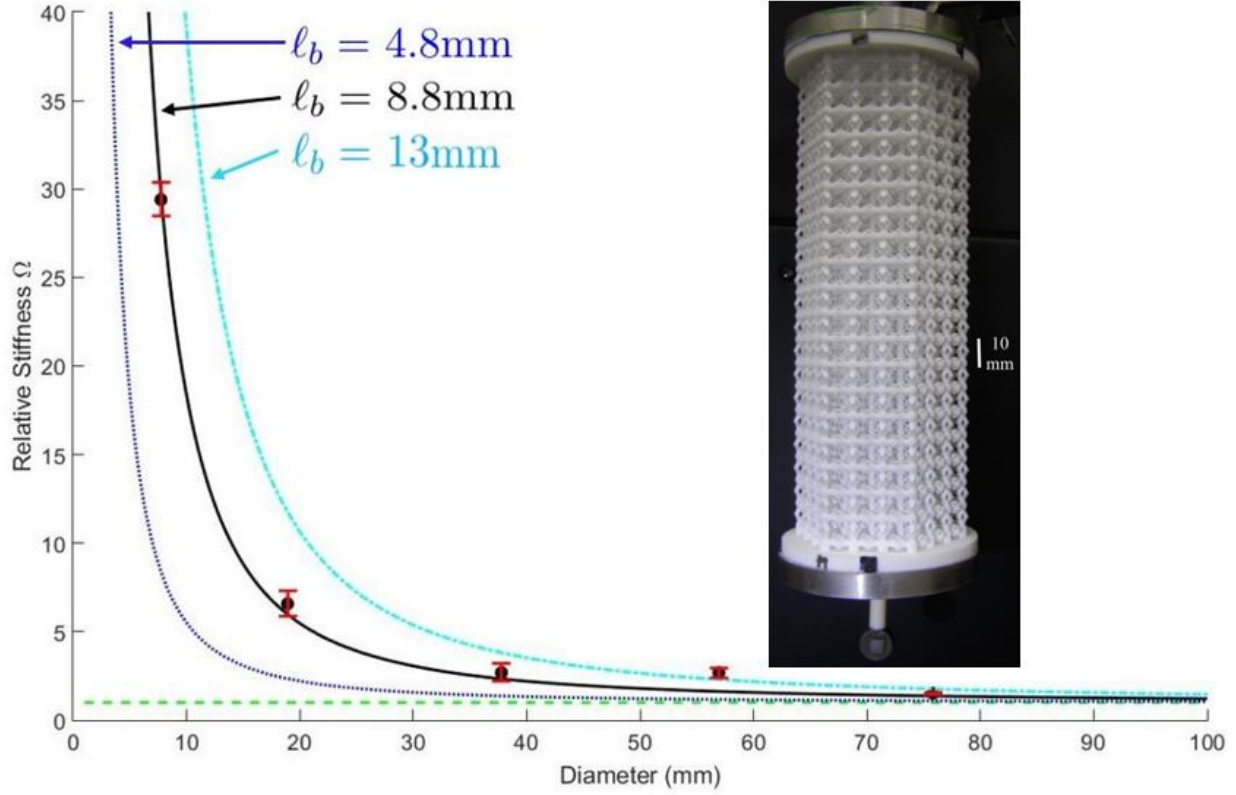 40
35
30
25
20
15
10
5
0
Relative Stiffness Ω
ℓb = 4.8mm
ℓb = 8.8mm
ℓb = 13mm
10
mm
0 10 20 30 40 50 60 70 80 90 100
Diameter (mm)